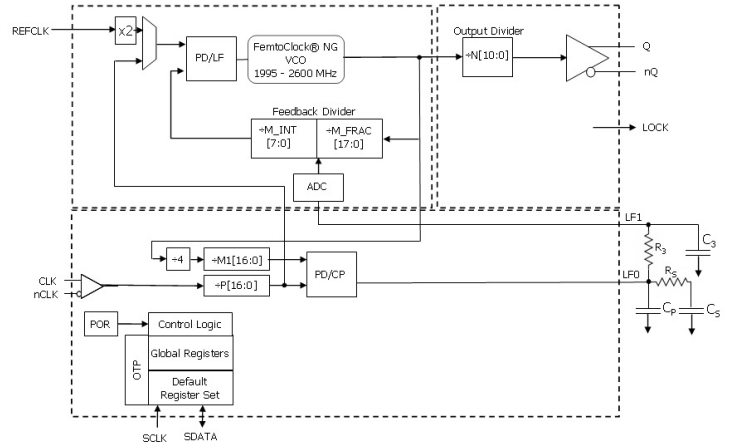 REFCLK
x2
PD/LF
FemtoClock® NG
VCO
1995 - 2600 MHz
Output Divider
÷N[10:0]
Q
nQ
LOCK
Feedback Divider
÷M_INT
[7:0]
÷M_FRAC
[17:0]
ADC
LF1
R3
C3
÷4
÷M1[16:0]
÷P[16:0]
PD/CP
LF0
RS
CP
CS
CLK
nCLK
POR
Control Logic
OTP
Global Registers
Default
Register Set
SCLK
SDATA